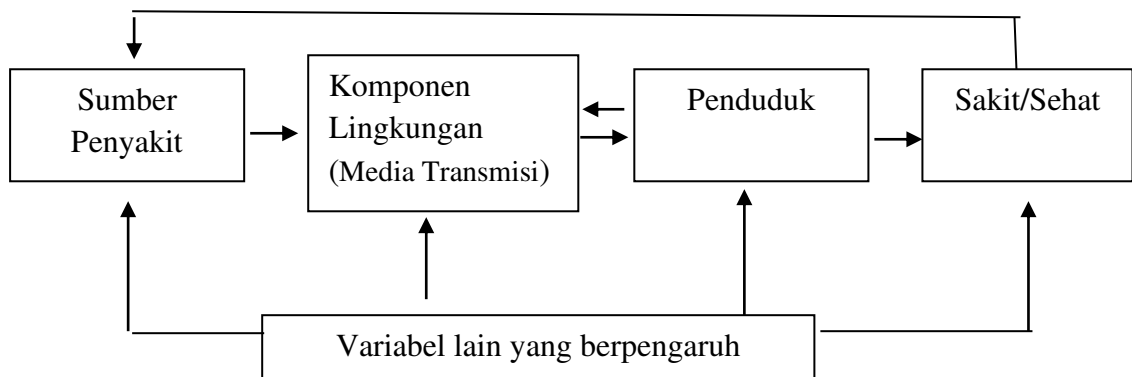 Sumber
Penyakit
Komponen
Lingkungan
(Media Transmisi)
Penduduk
Sakit/Sehat
Variabel lain yang berpengaruh